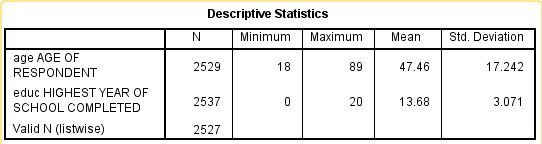 Descriptive Statistics
N Minimum Maximum Mean Std. Deviation
age AGE OF
RESPONDENT 2529 18 89 47.46 17.242
educ HIGHEST YEAR OF
SCHOOL COMPLETED 2537 0 20 13.68 3.071
Valid N (listwise) 2527